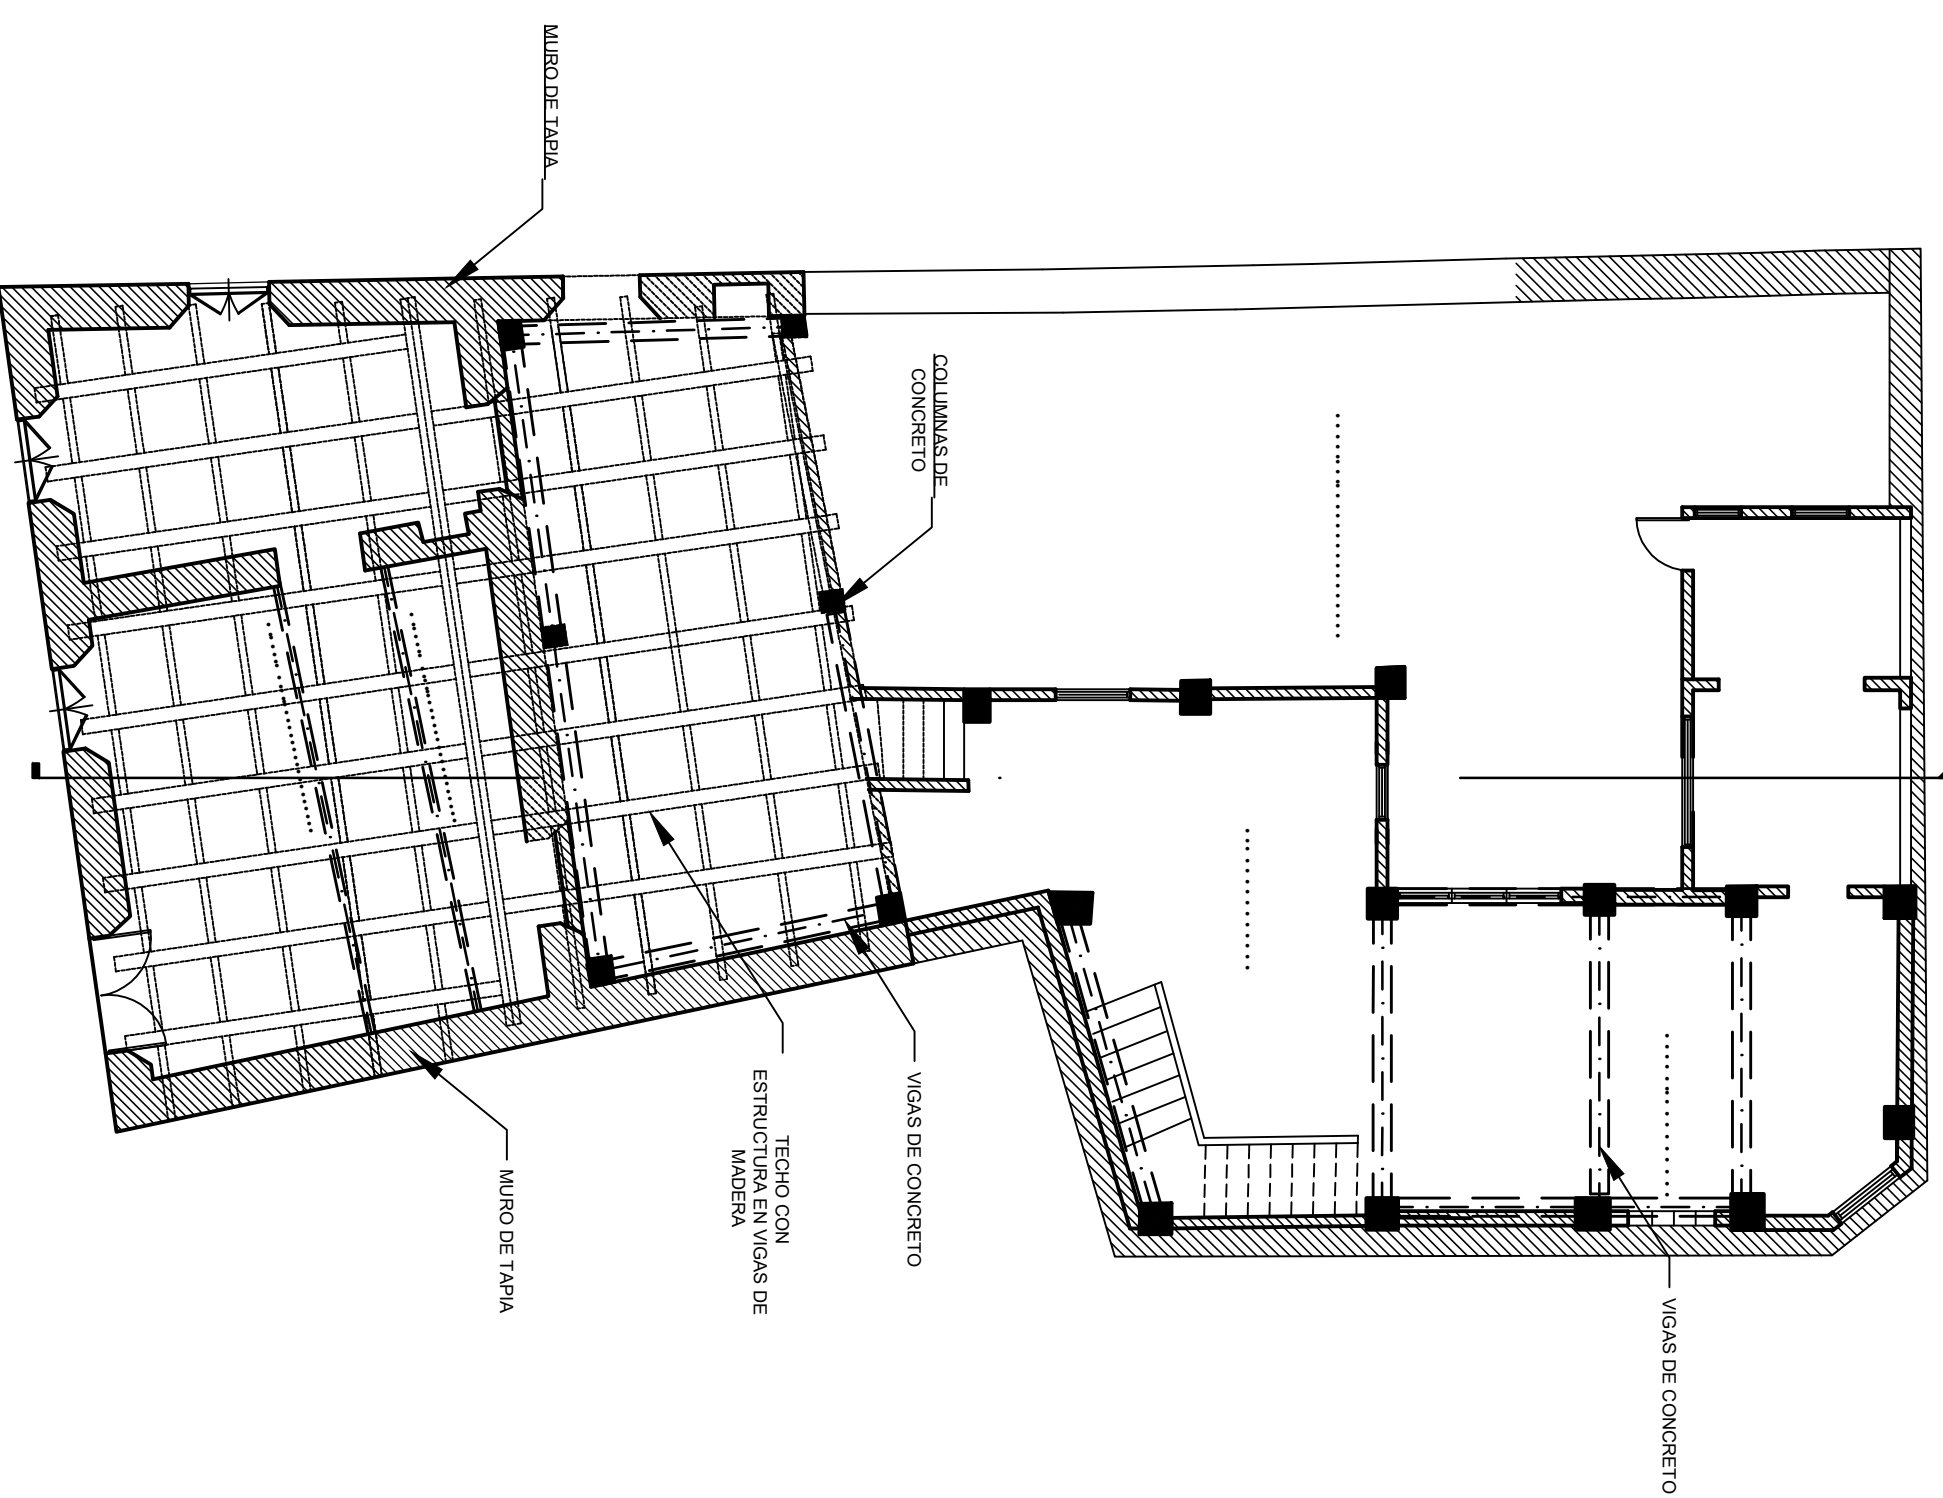 MURO DE TAPIA
COLUMNAS DE
CONCRETO
VIGAS DE CONCRETO
TECHO CON
ESTRUCTURA EN VIGAS DE
MADERA
MURO DE TAPIA
VIGAS DE CONCRETO